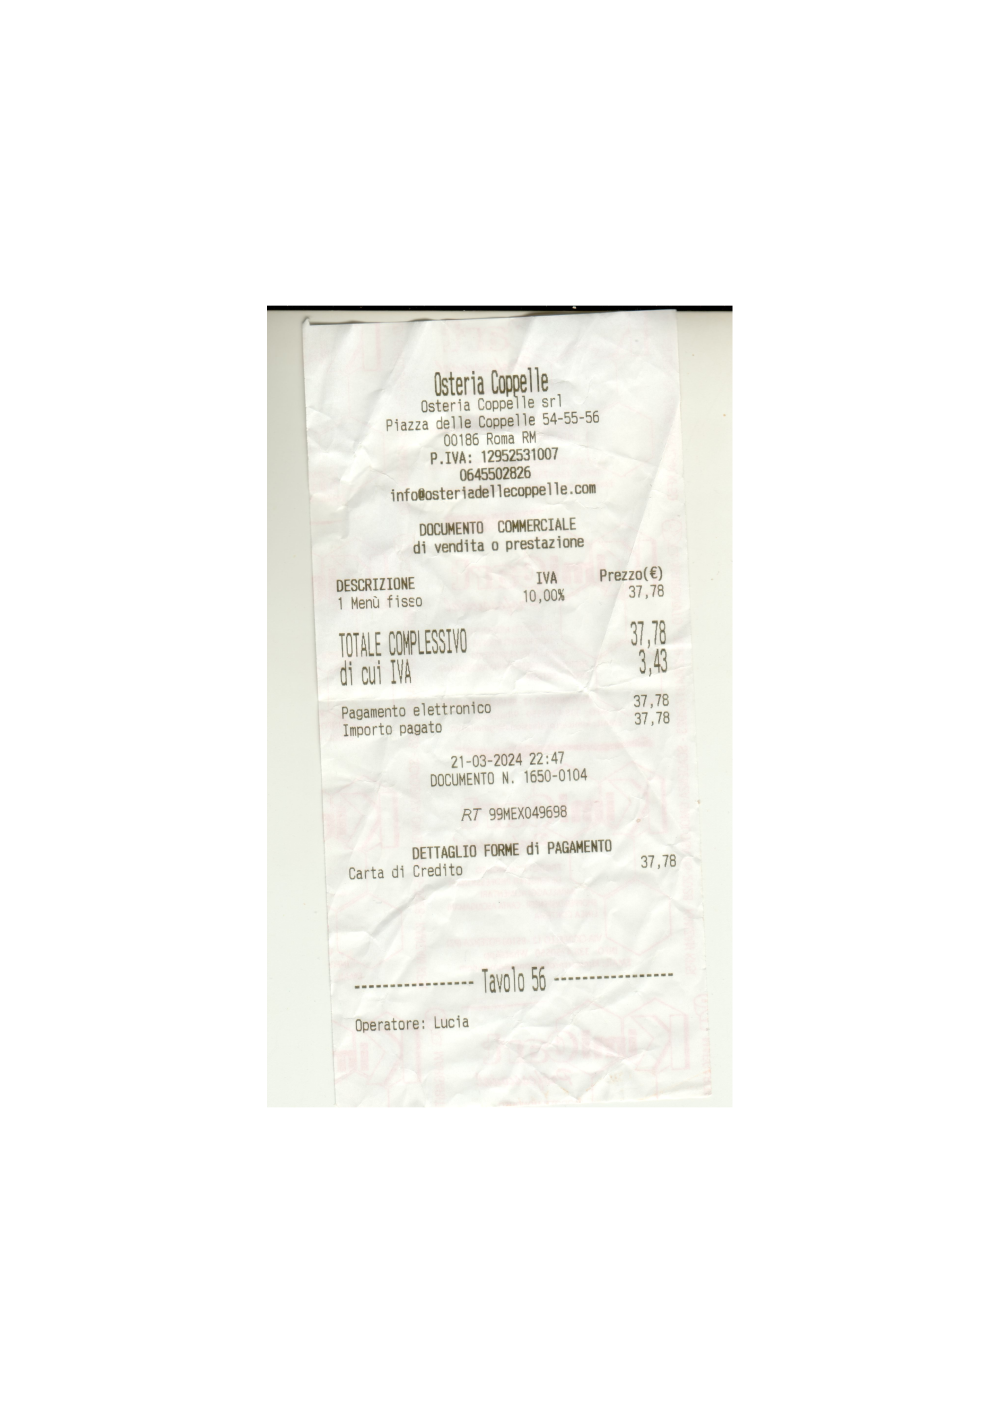 Osteria Coppelle
Osteria Coppelle srl
Piazza delle Coppelle 54-55-56
00186 Roma RM
P.IVA: 12952531007
0645502826
info@osteriadellecoppelle.com
DOCUMENTO COMMERCIALE
di vendita o prestazione
DESCRIZIONE IVA Prezzo(€)
1 Menù fisso 10,00% 37,78
TOTALE COMPLESSIVO 37,78
di cui IVA 3,43
Pagamento elettronico 37,78
Importo pagato 37,78
21-03-2024 22:47
DOCUMENTO N. 1650-0104
RT 99MEX049698
DETTAGLIO FORME di PAGAMENTO
Carta di Credito 37,78
---------------- Tavolo 56 ----------------
Operatore: Lucia